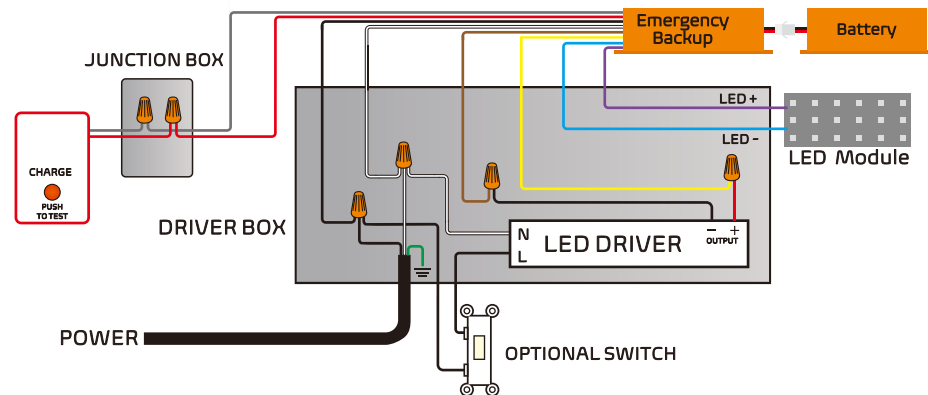 Emergency
Backup
Battery
JUNCTION BOX
LED +
LED -
LED Module
CHARGE
PUSH
TO TEST
DRIVER BOX
N
L
LED DRIVER
- +
OUTPUT
POWER
OPTIONAL SWITCH